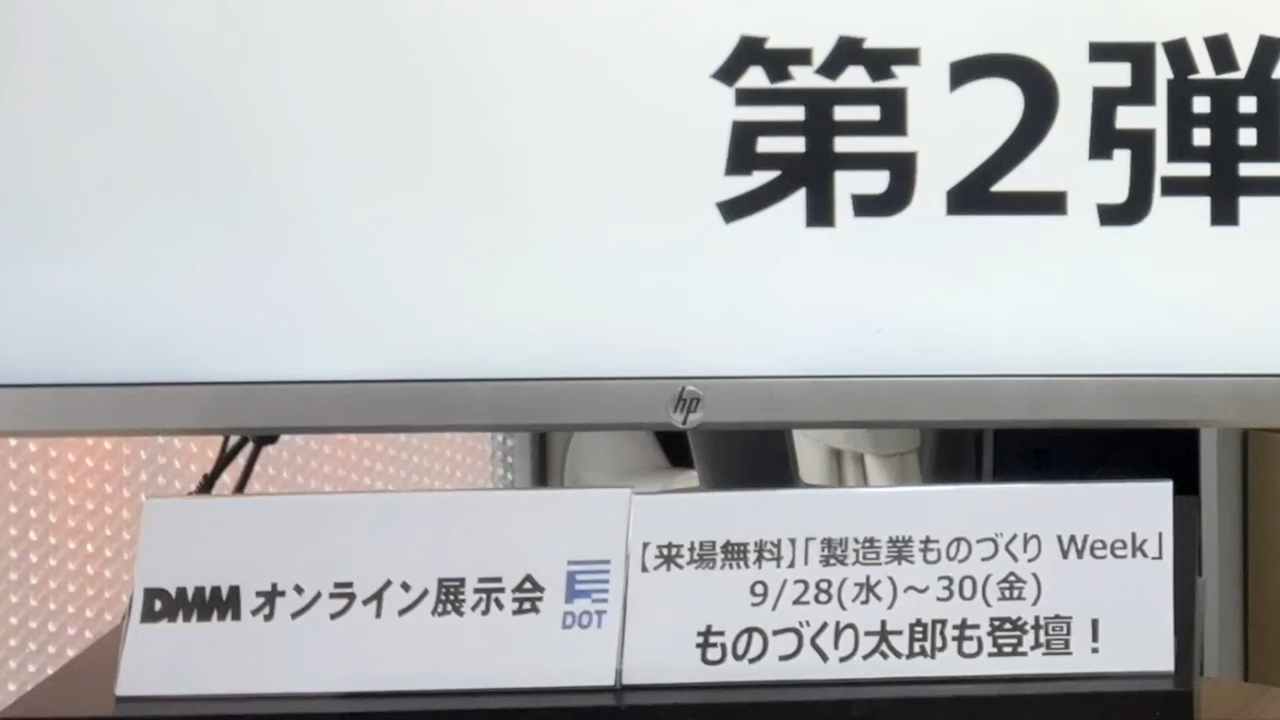 第2弾
hp
DMM オンライン展示会
DOT
【来場無料】「製造業ものづくり Week」
9/28(水)～30(金)
ものづくり太郎も登壇！